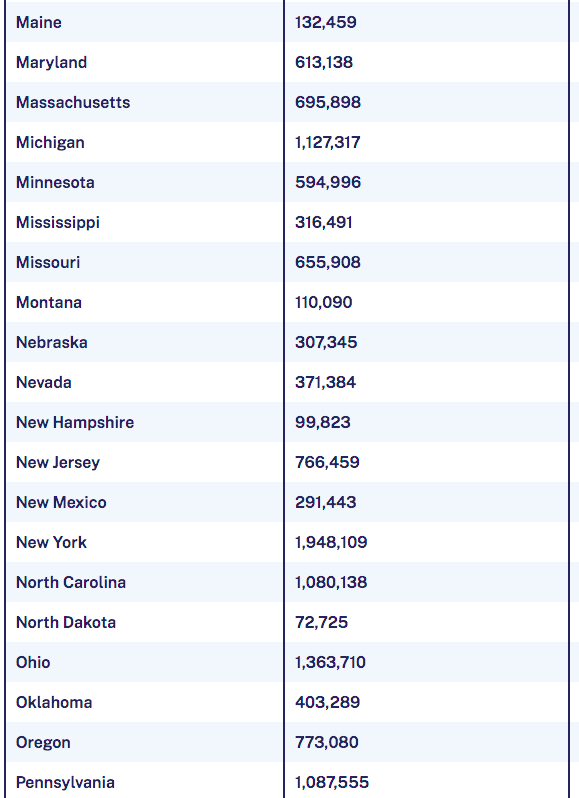 Maine 132,459
Maryland 613,138
Massachusetts 695,898
Michigan 1,127,317
Minnesota 594,996
Mississippi 316,491
Missouri 655,908
Montana 110,090
Nebraska 307,345
Nevada 371,384
New Hampshire 99,823
New Jersey 766,459
New Mexico 291,443
New York 1,948,109
North Carolina 1,080,138
North Dakota 72,725
Ohio 1,363,710
Oklahoma 403,289
Oregon 773,080
Pennsylvania 1,087,555